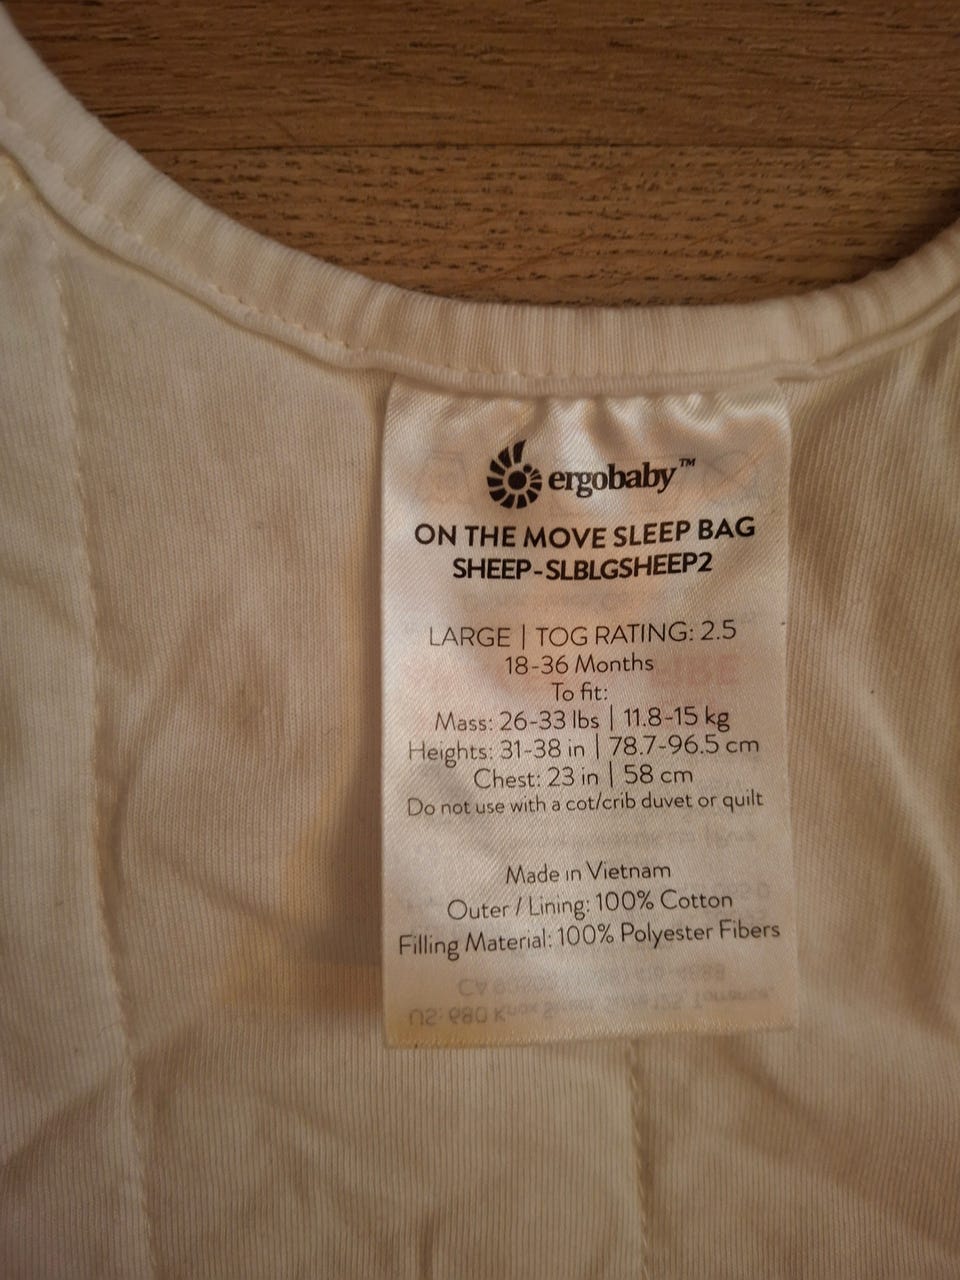 ergobaby™
ON THE MOVE SLEEP BAG
SHEEP-SLBLGSHEEP2
LARGE | TOG RATING: 2.5
18-36 Months
To fit:
Mass: 26-33 lbs | 11.8-15 kg
Heights: 31-38 in | 78.7-96.5 cm
Chest: 23 in | 58 cm
Do not use with a cot/crib duvet or quilt
Made in Vietnam
Outer / Lining: 100% Cotton
Filling Material: 100% Polyester Fibers